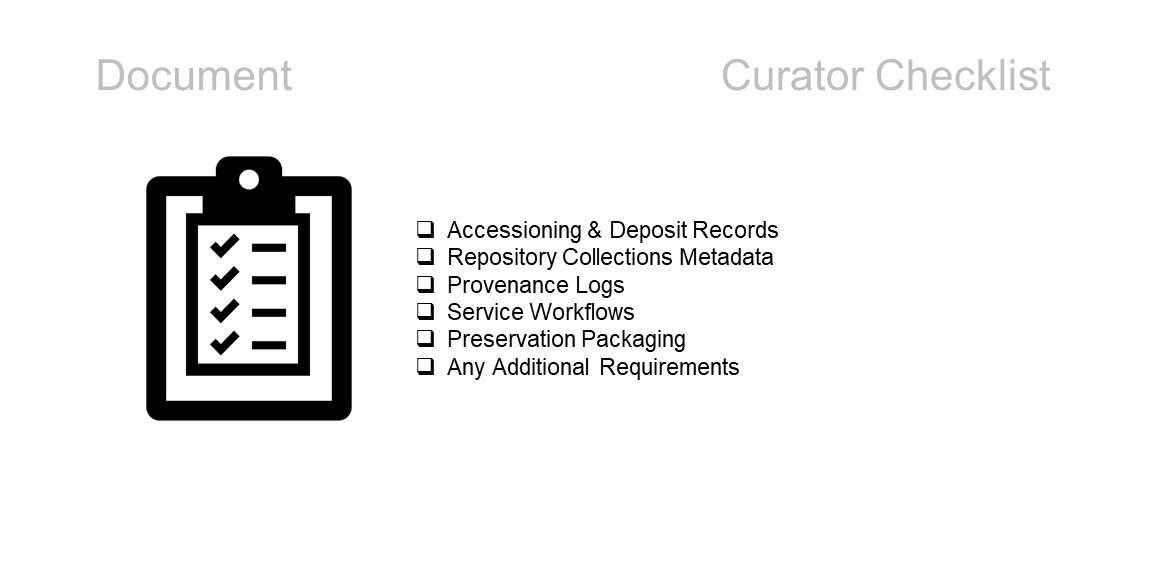 Document
Curator Checklist
❑ Accessioning & Deposit Records
❑ Repository Collections Metadata
❑ Provenance Logs
❑ Service Workflows
❑ Preservation Packaging
❑ Any Additional Requirements